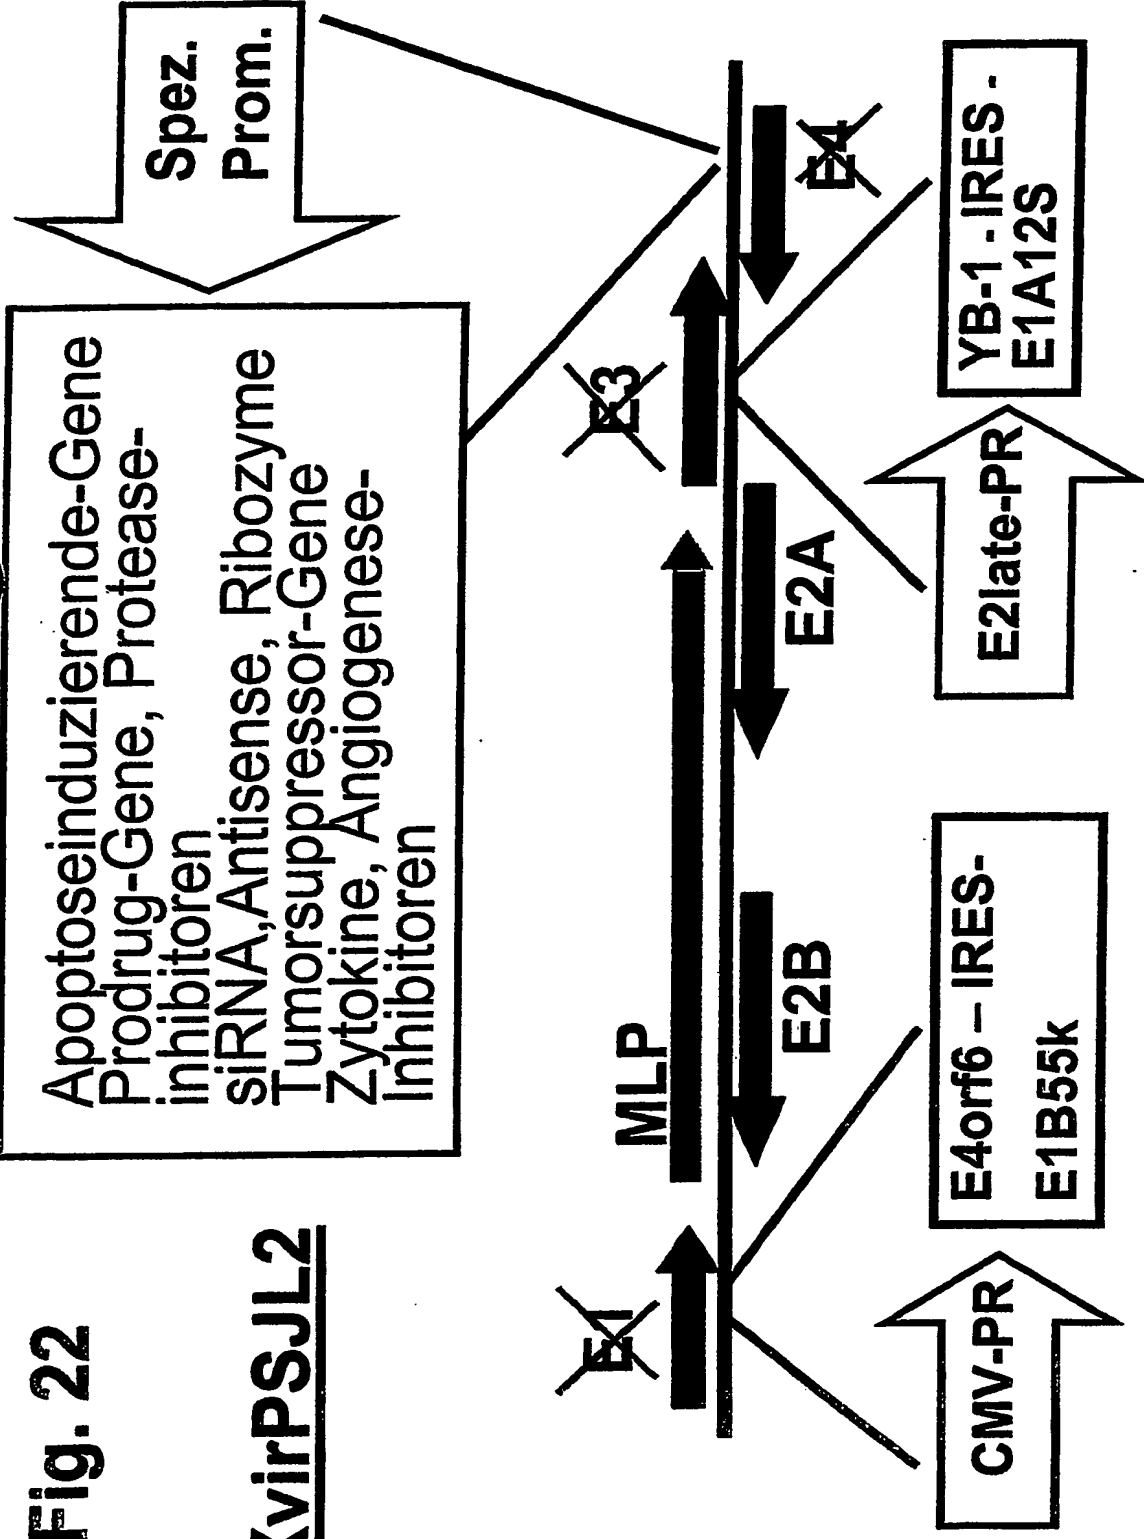 Fig. 22
XvirPSJL2
Apoptoseinduzierende-Gene
Prodrug-Gene, Protease-
inhibitoren
siRNA,Antisense, Ribozyme
Tumorsuppressor-Gene
Zytokine, Angiogenese-
Inhibitoren
Spez.
Prom.
E1
MLP
E3
E2B
E2A
E4
CMV-PR
E4orf6 – IRES-
E1B55k
E2late-PR
YB-1 - IRES -
E1A12S